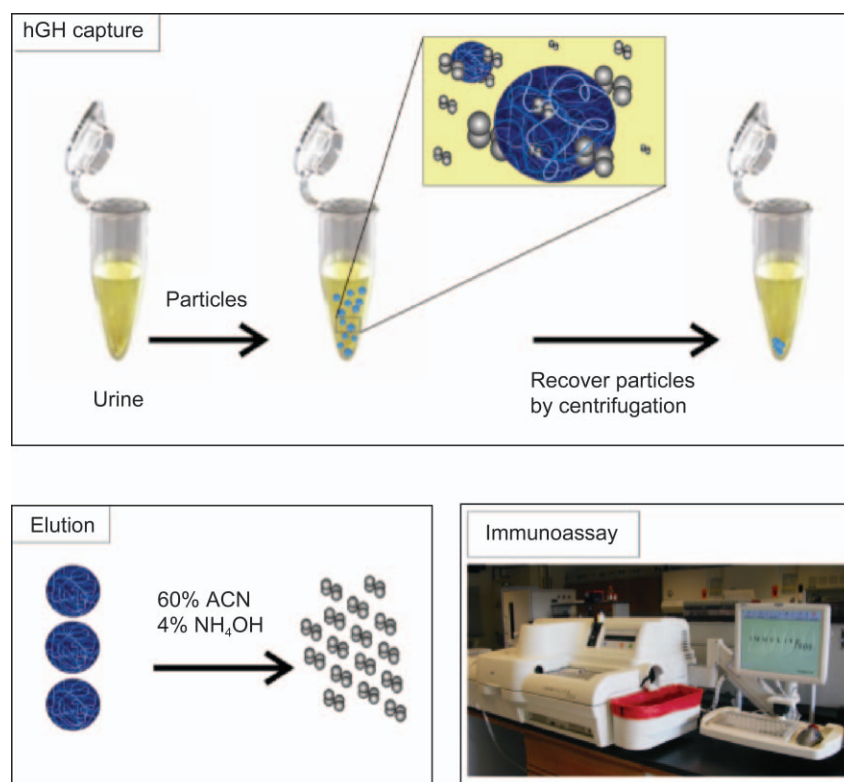 hGH capture
Particles
Urine
Recover particles
by centrifugation
Elution
60% ACN
4% NH₄OH
Immunoassay